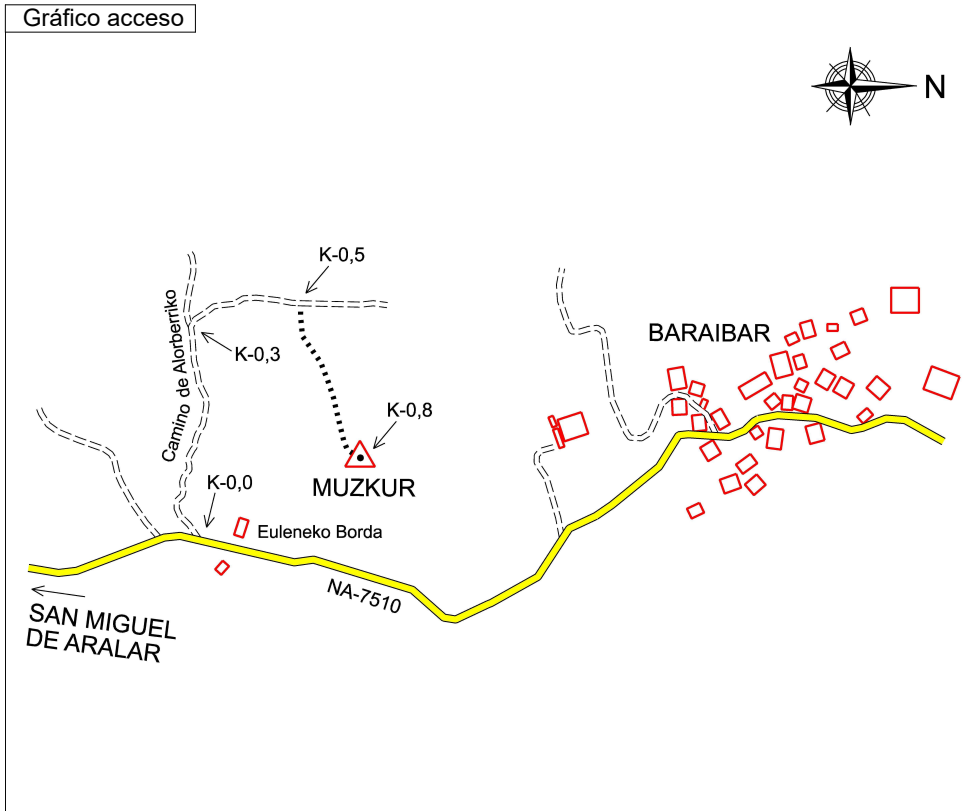 Gráfico acceso
N
K-0,5
Camino de Alorberriko
K-0,3
BARAIBAR
K-0,8
MUZKUR
K-0,0
Euleneko Borda
NA-7510
SAN MIGUEL
DE ARALAR